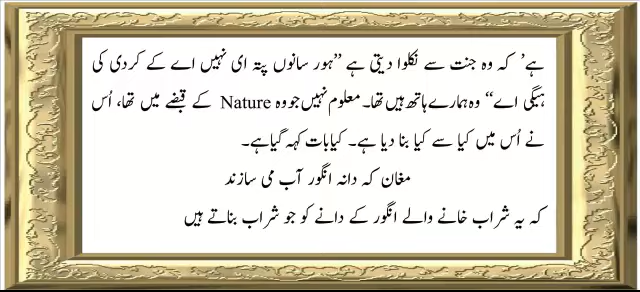 ہے’ کہ وہ جنت سے نکلوا دیتی ہے ”ہور سانوں پتہ ای نہیں اے کے کردی کی
ہیگی اے“ وہ ہمارے ہاتھ ہیں تھا۔ معلوم نہیں جو وہ Nature کے قبضے میں تھا، اُس
نے اُس میں کیا سے کیا بنا دیا ہے۔ کیا بات کہہ گیا ہے۔
مغان کہ دانہ انگور آب می سازند
کہ یہ شراب خانے والے انگور کے دانے کو جو شراب بناتے ہیں